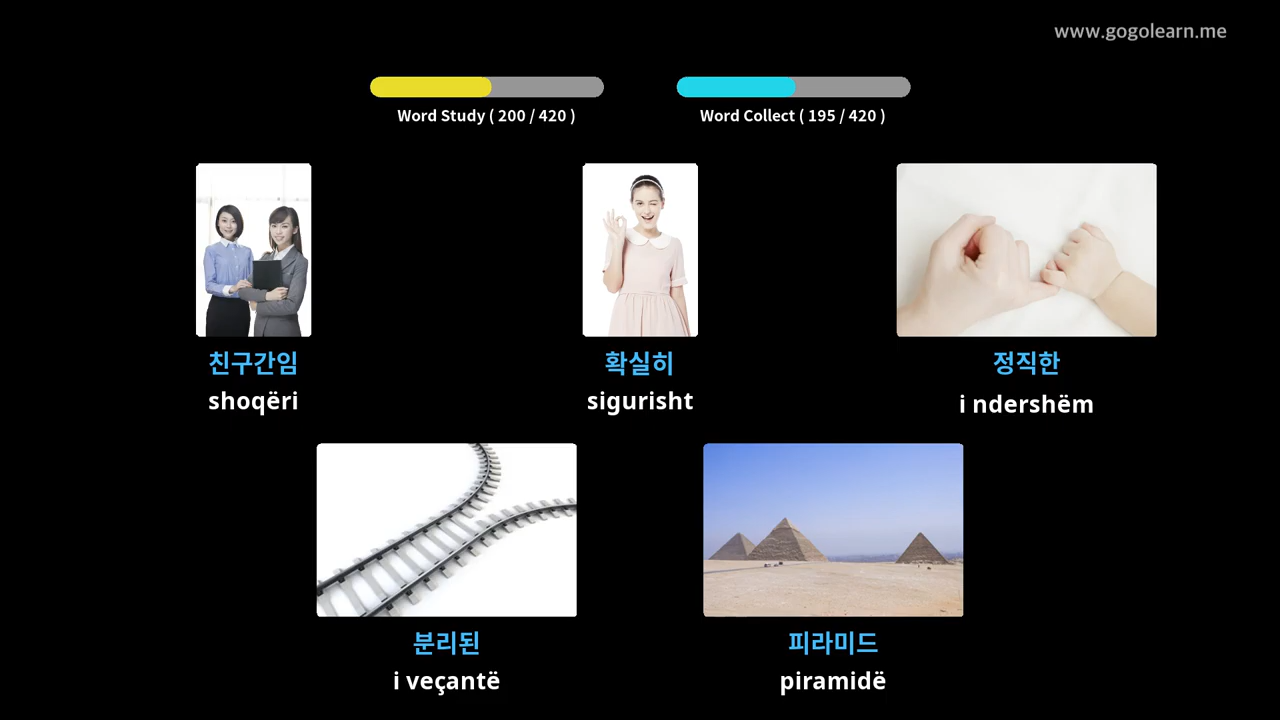 www.gogolearn.me
Word Study ( 200 / 420 )
Word Collect ( 195 / 420 )
친구간임
shoqëri
확실히
sigurisht
정직한
i ndershëm
분리된
i veçantë
피라미드
piramidë